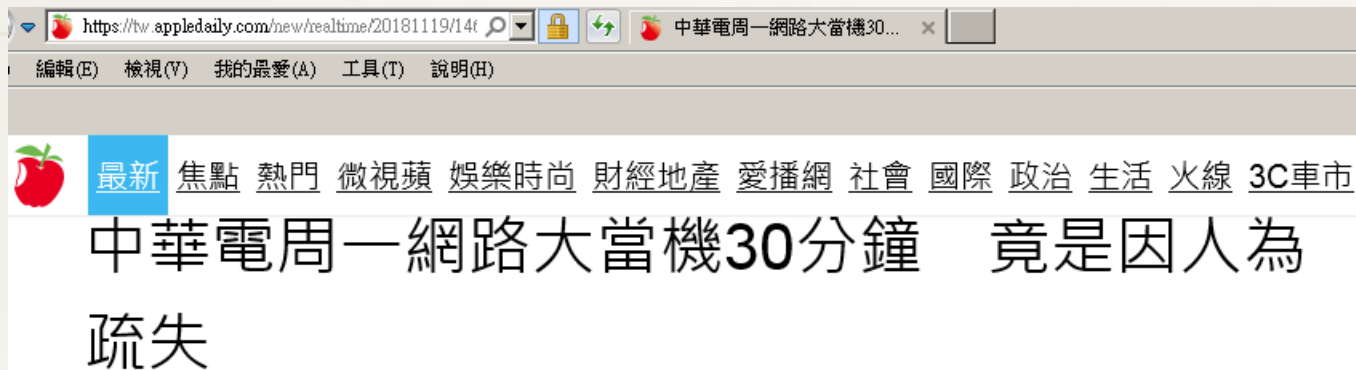 https://tw.appledaily.com/new/realtime/20181119/14
中華電周一網路大當機30...
編輯(E) 檢視(V) 我的最愛(A) 工具(T) 說明(H)
最新 焦點 熱門 微視蘋 娛樂時尚 財經地產 愛播網 社會 國際 政治 生活 火線 3C車市
中華電周一網路大當機30分鐘 竟是因人為
疏失